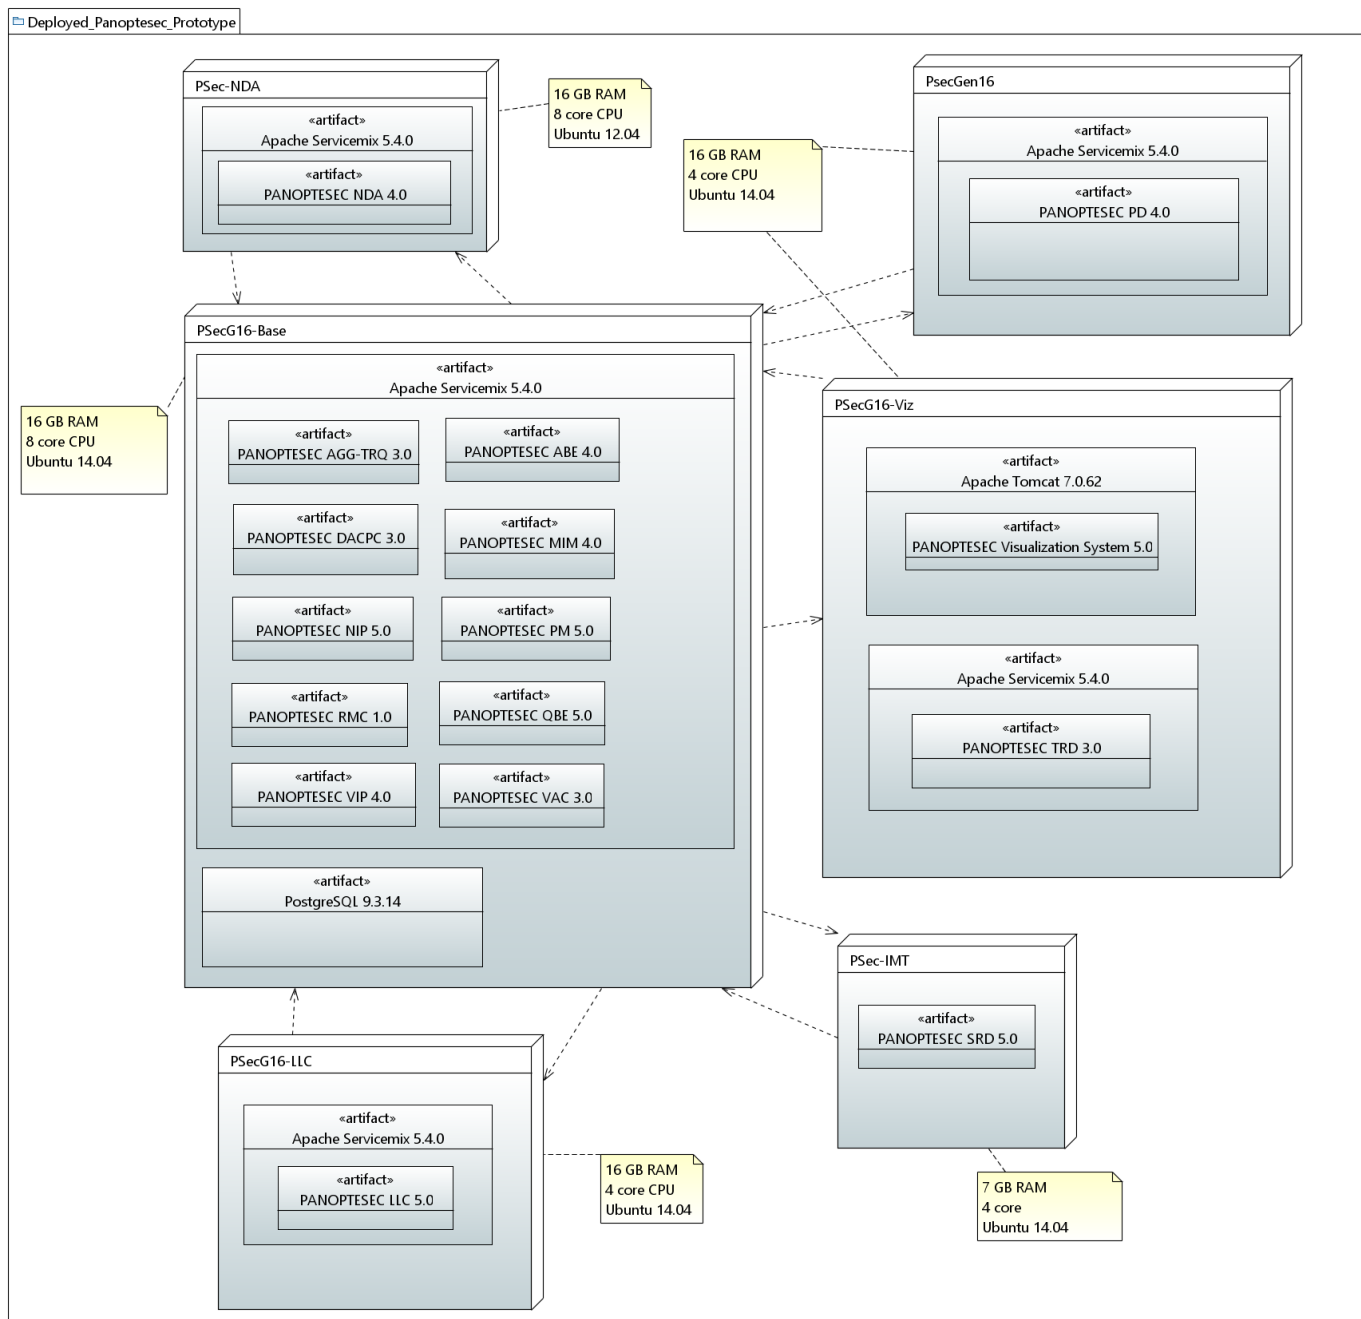 Deployed_Panoptesec_Prototype
PSec-NDA
«artifact»
Apache Servicemix 5.4.0
«artifact»
PANOPTESEC NDA 4.0
16 GB RAM
8 core CPU
Ubuntu 12.04
16 GB RAM
4 core CPU
Ubuntu 14.04
PsecGen16
«artifact»
Apache Servicemix 5.4.0
«artifact»
PANOPTESEC PD 4.0
PSecG16-Base
«artifact»
Apache Servicemix 5.4.0
«artifact»
PANOPTESEC AGG-TRQ 3.0
«artifact»
PANOPTESEC ABE 4.0
«artifact»
PANOPTESEC DACPC 3.0
«artifact»
PANOPTESEC MIM 4.0
«artifact»
PANOPTESEC NIP 5.0
«artifact»
PANOPTESEC PM 5.0
«artifact»
PANOPTESEC RMC 1.0
«artifact»
PANOPTESEC QBE 5.0
«artifact»
PANOPTESEC VIP 4.0
«artifact»
PANOPTESEC VAC 3.0
«artifact»
PostgreSQL 9.3.14
16 GB RAM
8 core CPU
Ubuntu 14.04
PSecG16-Viz
«artifact»
Apache Tomcat 7.0.62
«artifact»
PANOPTESEC Visualization System 5.0
«artifact»
Apache Servicemix 5.4.0
«artifact»
PANOPTESEC TRD 3.0
PSec-IMT
«artifact»
PANOPTESEC SRD 5.0
7 GB RAM
4 core
Ubuntu 14.04
PSecG16-LLC
«artifact»
Apache Servicemix 5.4.0
«artifact»
PANOPTESEC LLC 5.0
16 GB RAM
4 core CPU
Ubuntu 14.04